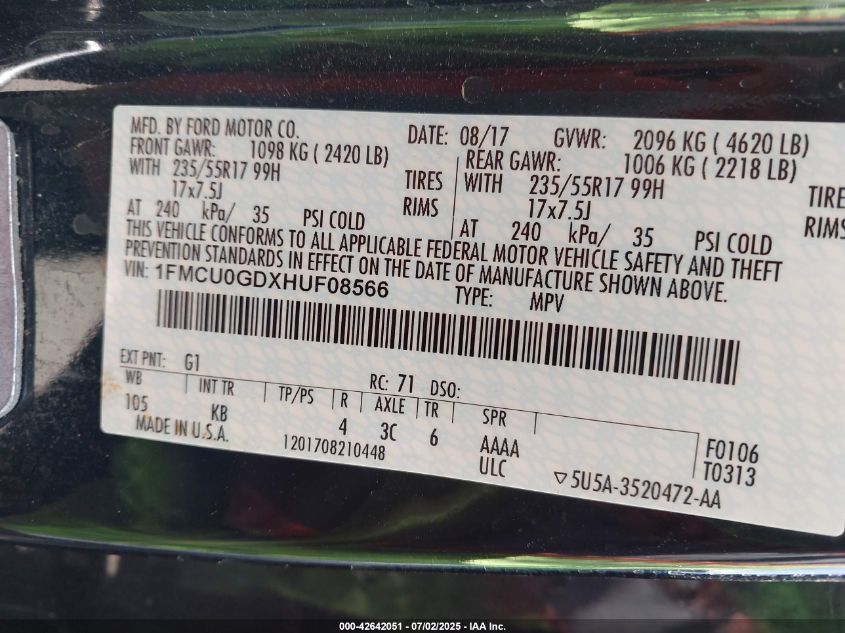 MFD. BY FORD MOTOR CO. DATE: 08/17 GVWR: 2096 KG ( 4620 LB)
FRONT GAWR: 1098 KG ( 2420 LB) REAR GAWR: 1006 KG ( 2218 LB)
WITH 235/55R17 99H TIRES WITH 235/55R17 99H TIRE
17x7.5J RIMS 17x7.5J RIMS
AT 240 kPa/ 35 PSI COLD AT 240 kPa/ 35 PSI COLD
THIS VEHICLE CONFORMS TO ALL APPLICABLE FEDERAL MOTOR VEHICLE SAFETY AND THEFT
PREVENTION STANDARDS IN EFFECT ON THE DATE OF MANUFACTURE SHOWN ABOVE.
VIN: 1FMCU0GDXHUF08566 TYPE: MPV
EXT PNT: G1 RC: 71 DSO:
WB INT TR TP/PS R AXLE TR SPR
105 KB 4 3C 6 AAAA F0106
MADE IN U.S.A. 1201708210448 ULC T0313
▽5U5A-3520472-AA
000-42642051 - 07/02/2025 - IAA Inc.